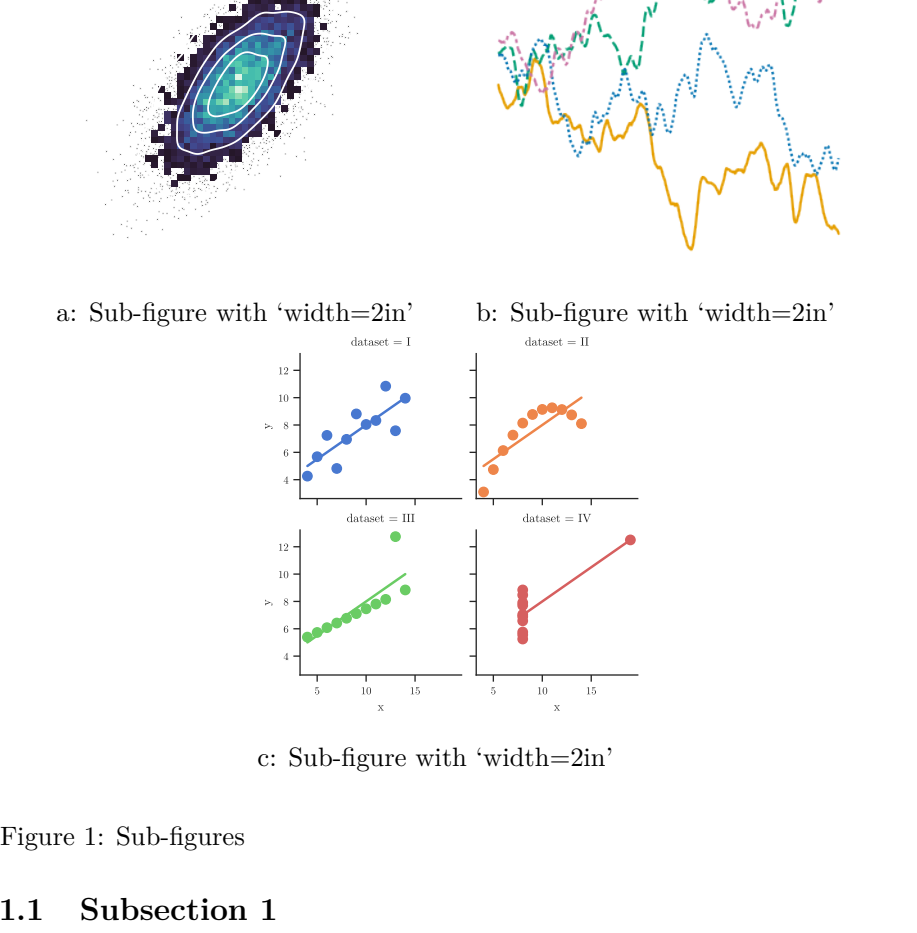 a: Sub-figure with ‘width=2in’
b: Sub-figure with ‘width=2in’
dataset = I
dataset = II
12
10
8
6
4
y
dataset = III
dataset = IV
12
10
8
6
4
y
5 10 15
5 10 15
x
x
c: Sub-figure with ‘width=2in’
Figure 1: Sub-figures
1.1 Subsection 1